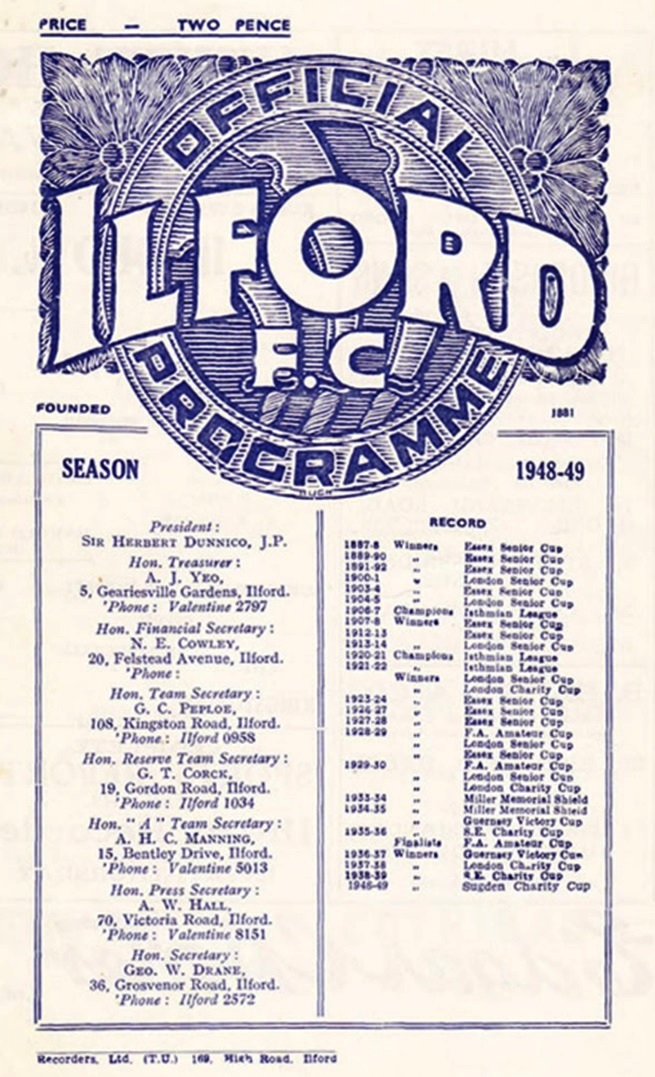 PRICE — TWO PENCE
OFFICIAL
ILFORD
F.C
PROGRAMME
FOUNDED 1881
SEASON 1948-49
President :
SIR HERBERT DUNNICO, J.P.
Hon. Treasurer :
A. J. YEO,
5, Geariesville Gardens, Ilford.
'Phone : Valentine 2797
Hon. Financial Secretary :
N. E. COWLEY,
20, Felstead Avenue, Ilford.
'Phone :
Hon. Team Secretary :
G. C. PEPLOE,
108, Kingston Road, Ilford.
'Phone : Ilford 0958
Hon. Reserve Team Secretary :
G. T. CORCK,
19, Gordon Road, Ilford.
'Phone : Ilford 1034
Hon. "A" Team Secretary :
A. H. C. MANNING,
15, Bentley Drive, Ilford.
'Phone : Valentine 5013
Hon. Press Secretary :
A. W. HALL,
70, Victoria Road, Ilford.
'Phone : Valentine 8151
Hon. Secretary :
GEO. W. DRANE,
36, Grosvenor Road, Ilford.
'Phone : Ilford 2572
RECORD
1887-8 Winners Essex Senior Cup
1889-90 Essex Senior Cup
1891-92 " Essex Senior Cup
1900-1 " London Senior Cup
1903-4 " Essex Senior Cup
1904-5 " London Senior Cup
1906-7 Champions Isthmian League
1907-8 Winners Essex Senior Cup
1912-13 " Essex Senior Cup
1913-14 " London Senior Cup
1920-21 Champions Isthmian League
1921-22 " Isthmian League
Winners London Senior Cup
" London Charity Cup
1923-24 " Essex Senior Cup
1926-27 " Essex Senior Cup
1927-28 " Essex Senior Cup
1928-29 " F.A. Amateur Cup
" London Senior Cup
" Essex Senior Cup
1929-30 " F.A. Amateur Cup
" London Senior Cup
" London Charity Cup
1933-34 " Miller Memorial Shield
1934-35 " Miller Memorial Shield
" Guernsey Victory Cup
1935-36 " S.E. Charity Cup
Finalists F.A. Amateur Cup
1936-37 Winners Guernsey Victory Cup
1937-38 " London Charity Cup
1938-39 " S.E. Charity Cup
1948-49 " Sugden Charity Cup
Recorders, Ltd. (T.U.) 169, High Road, Ilford